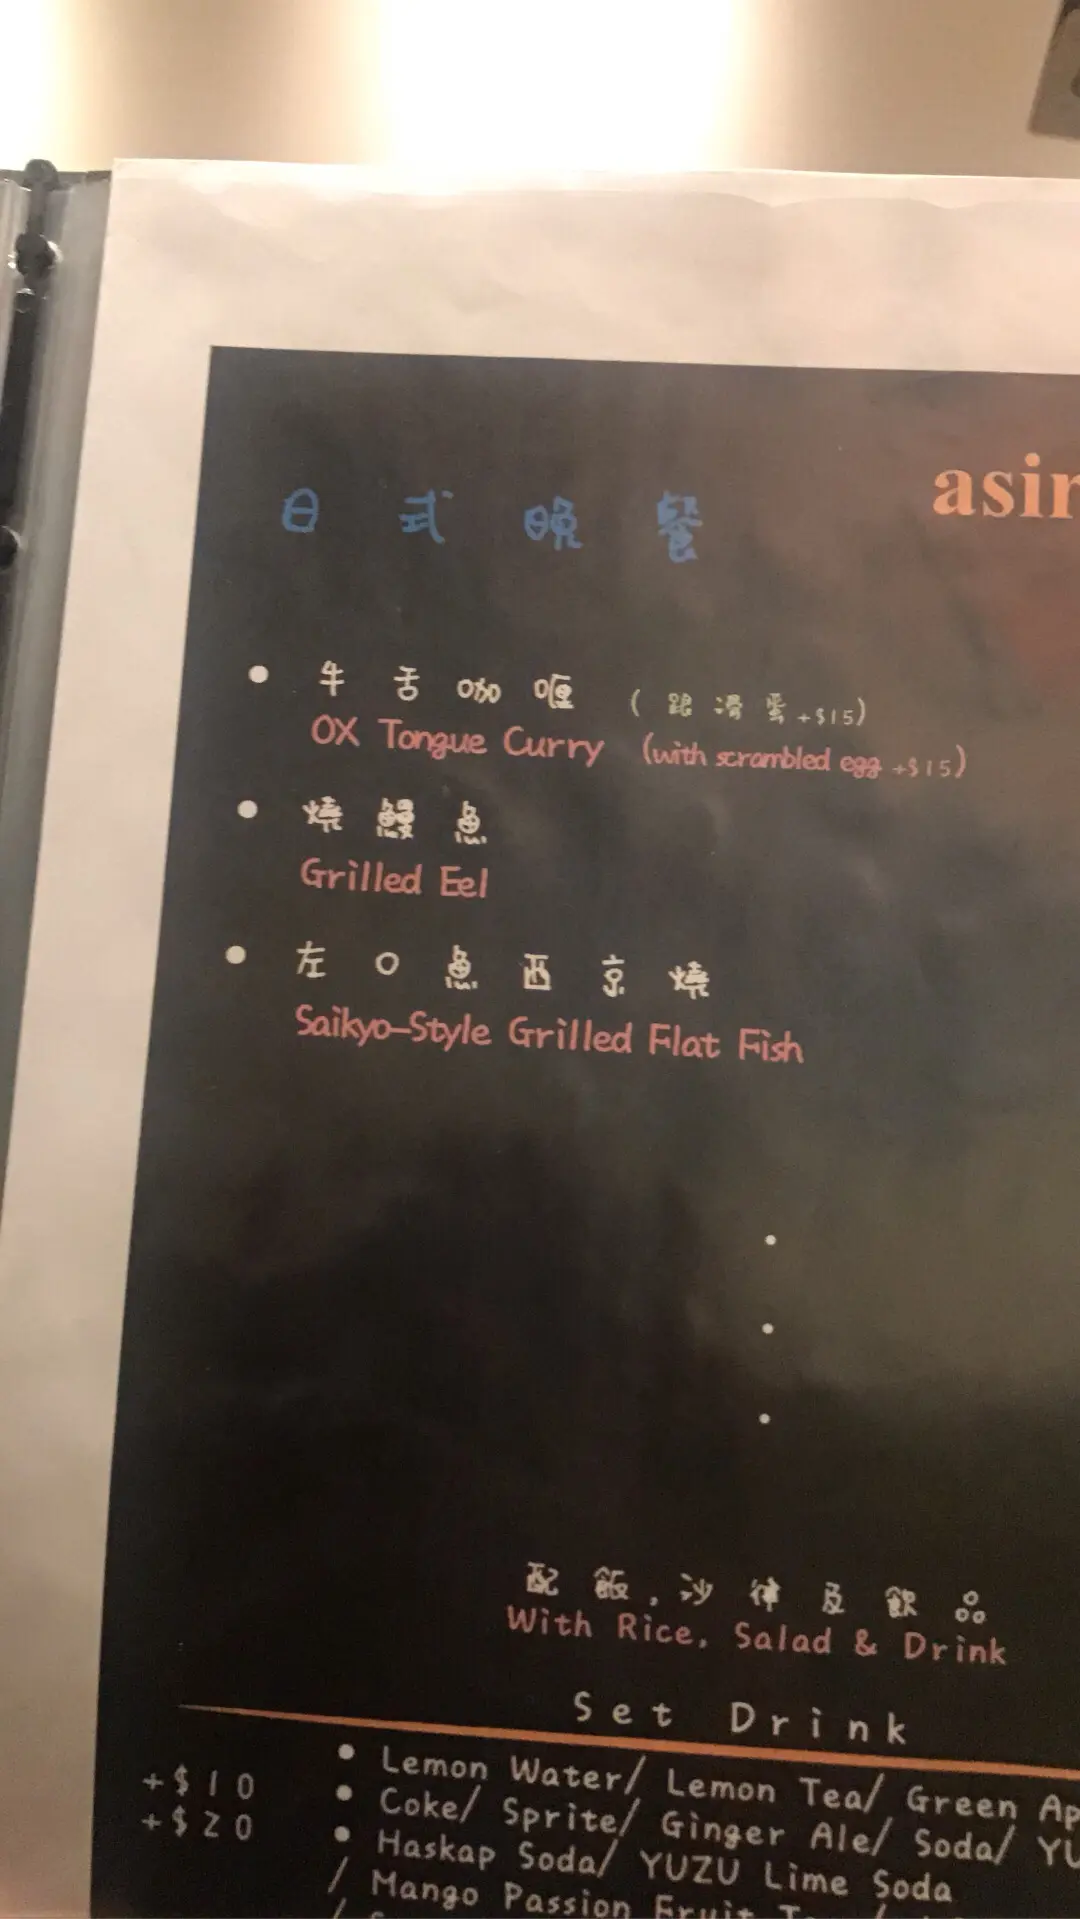 日式晚餐
牛舌咖喱 (跟滑蛋+$15)
OX Tongue Curry (with scrambled egg +$15)
燒鰻魚
Grilled Eel
左口魚西京燒
Saikyo-Style Grilled Flat Fish
配飯,沙律及飲品
With Rice, Salad & Drink
Set Drink
Lemon Water/ Lemon Tea/ Green
+$10 Coke/ Sprite/ Ginger Ale/ Soda/
+$20 Haskap Soda/ YUZU Lime Soda
/ Mango Passion Fruit